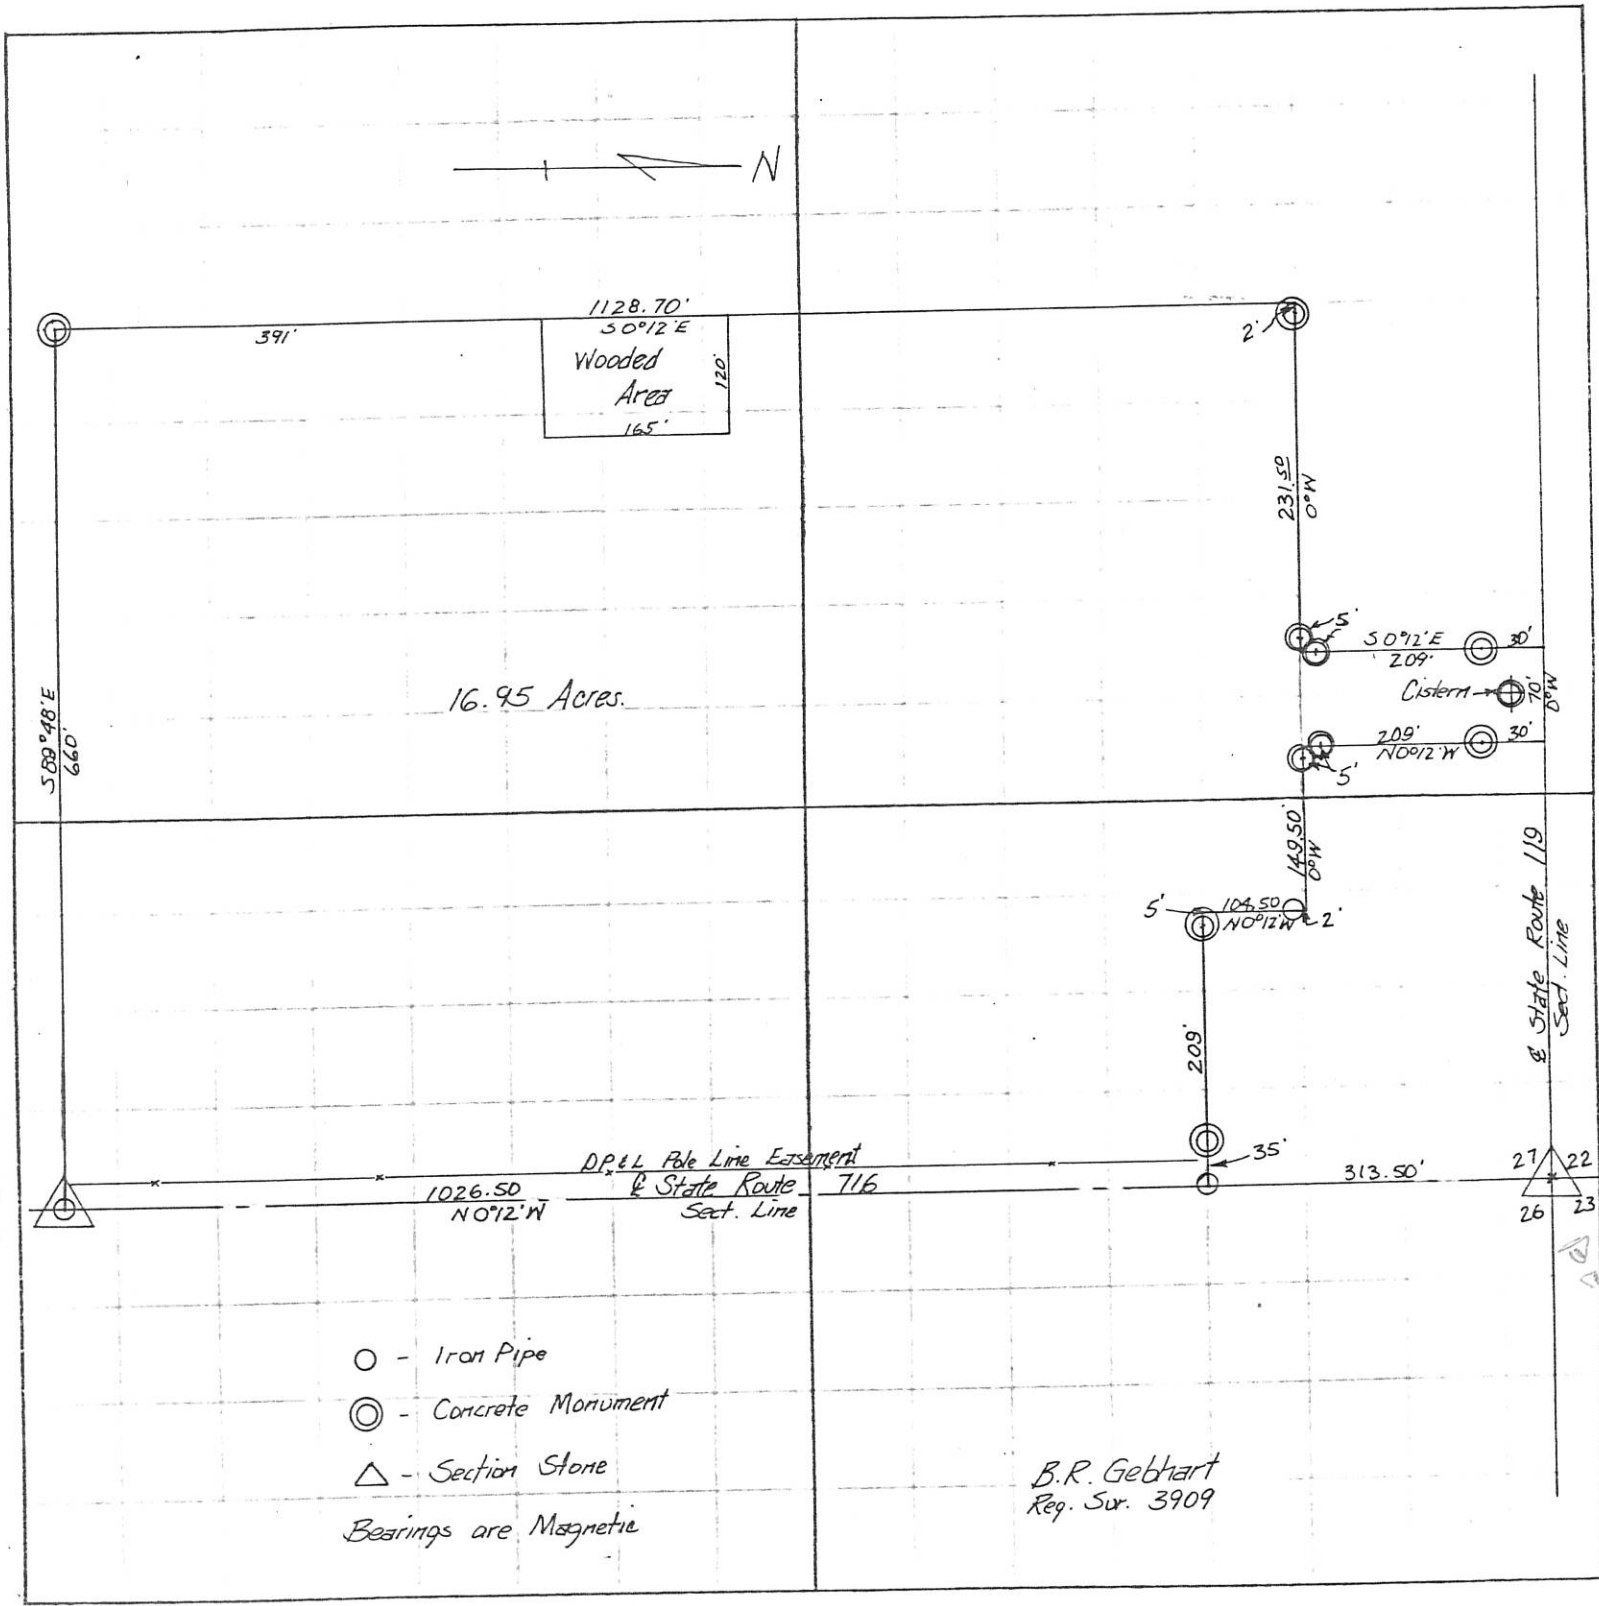 N
1128.70'
S 0°12'E
391'
Wooded
Area
120'
165'
2'
231.50
0°W
5'
S 0°12'E
209'
30'
Cistern
70'
0°W
209'
N0°12'W
30'
5'
16.95 Acres.
S89°48'E
660'
149.50
0°W
5'
104.50
N0°12'W
2'
209'
℄ State Route 119
Sect. Line
35'
DP&L Pole Line Easement
℄ State Route 716
Sect. Line
1026.50
N0°12'W
313.50'
27 22
26 23
O - Iron Pipe
◎ - Concrete Monument
△ - Section Stone
Bearings are Magnetic
B.R. Gebhart
Reg. Sur. 3909